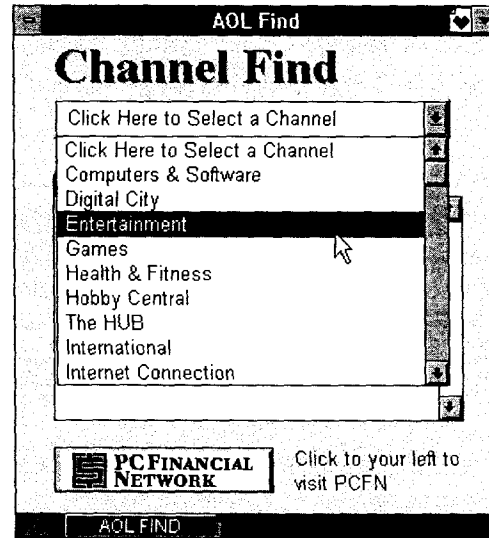 AOL Find
Channel Find
Click Here to Select a Channel
Click Here to Select a Channel
Computers & Software
Digital City
Entertainment
Games
Health & Fitness
Hobby Central
The HUB
International
Internet Connection
PC FINANCIAL
NETWORK
Click to your left to
visit PCFN
AOL FIND